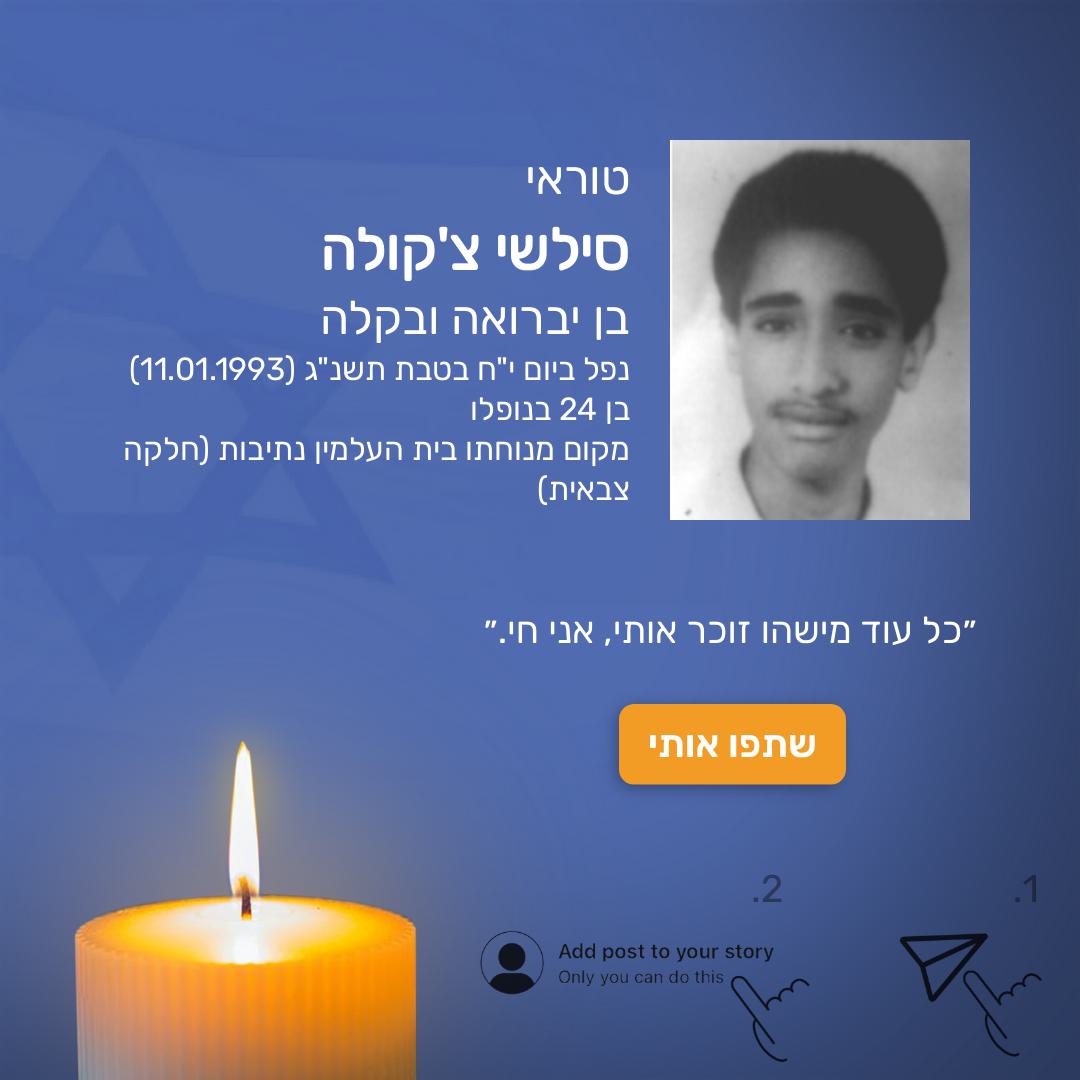 טוראי
סילשי צ'קולה
בן יברואה ובקלה
נפל ביום י"ח בטבת תשנ"ג (11.01.1993)
בן 24 בנופלו
מקום מנוחתו בית העלמין נתיבות (חלקה
צבאית)
״כל עוד מישהו זוכר אותי, אני חי.״
שתפו אותי
1.
2.
Add post to your story
Only you can do this